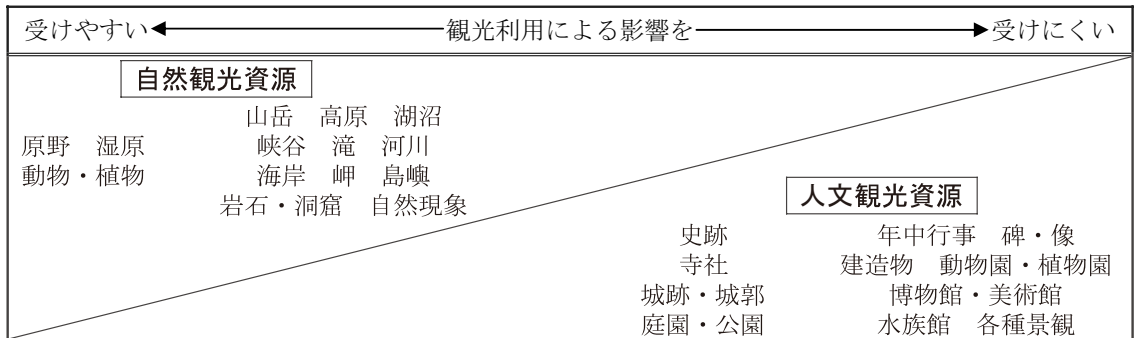 受けやすい 観光利用による影響を 受けにくい
自然観光資源
原野 湿原
動物・植物
山岳 高原 湖沼
峡谷 滝 河川
海岸 岬 島嶼
岩石・洞窟 自然現象
人文観光資源
史跡
寺社
城跡・城郭
庭園・公園
年中行事 碑・像
建造物 動物園・植物園
博物館・美術館
水族館 各種景観